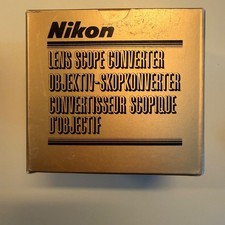 Nikon
LENS SCOPE CONVERTER
OBJEKTIV-SKOPKONVERTER
CONVERTISSEUR SCOPIQUE
D'OBJECTIF